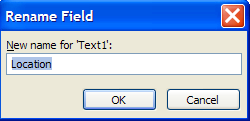 Rename Field
New name for 'Text1':
Location
OK
Cancel